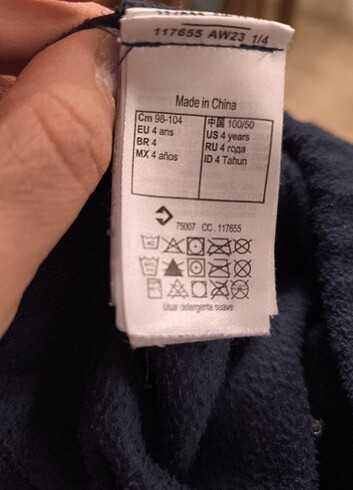 117655 AW23 1/4
Made in China
Cm 98-104
EU 4 ans
BR 4
MX 4 años
中国 100/50
US 4 years
RU 4 года
ID 4 Tahun
75007 CC. 117655
Usar detergente suave